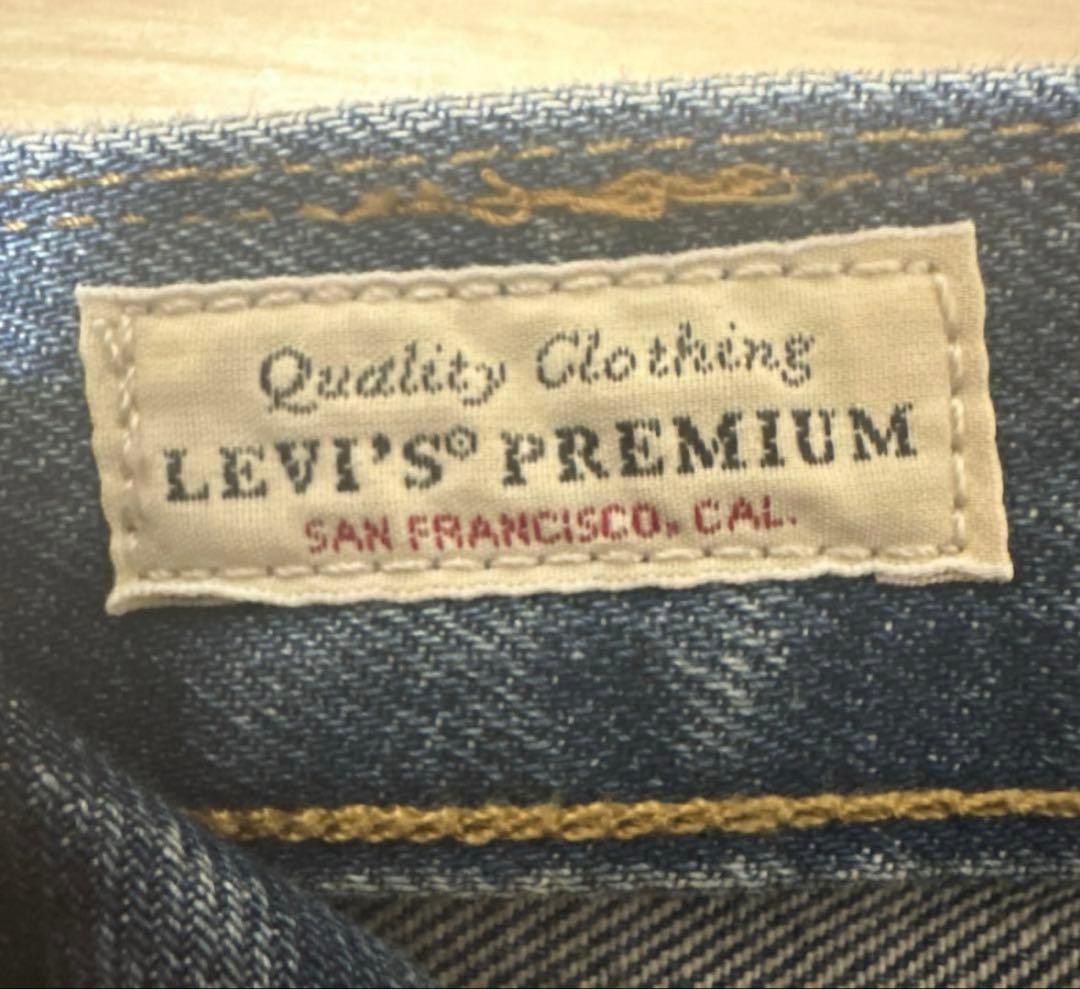 Quality Clothing
LEVI'S® PREMIUM
SAN FRANCISCO, CAL.